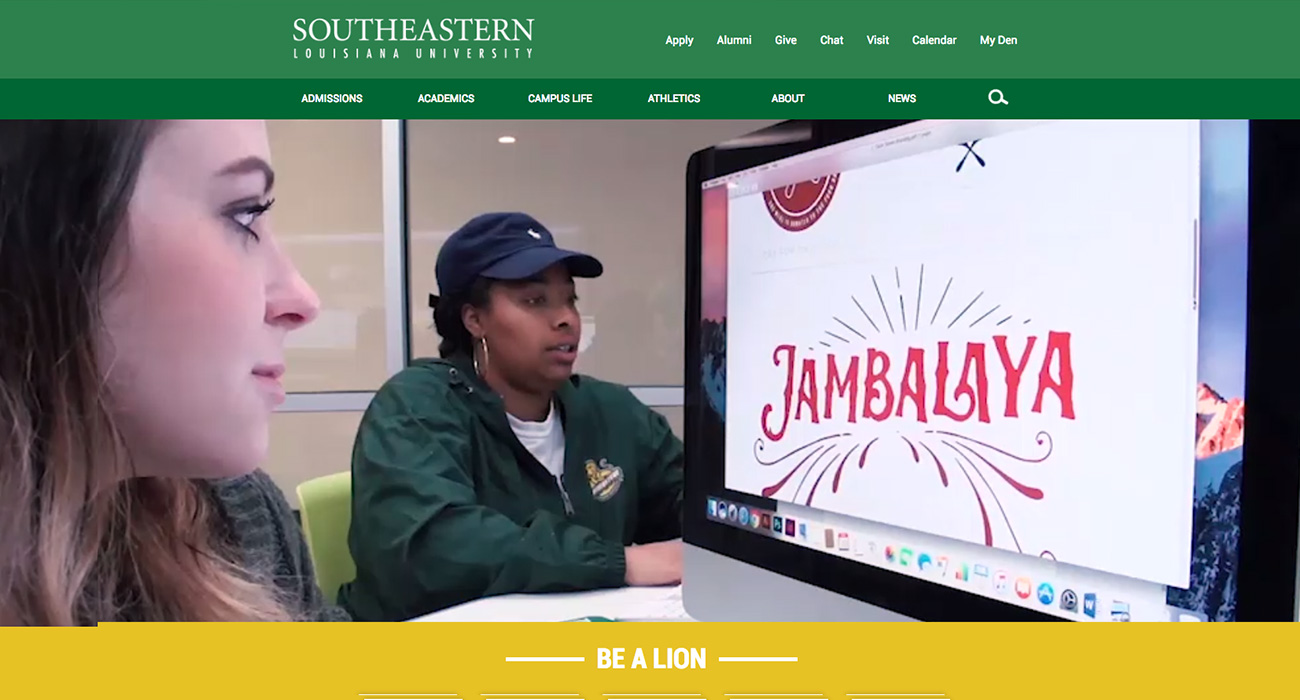 SOUTHEASTERN
LOUISIANA UNIVERSITY
Apply Alumni Give Chat Visit Calendar My Den
ADMISSIONS ACADEMICS CAMPUS LIFE ATHLETICS ABOUT NEWS
JAMBALAYA
BE A LION